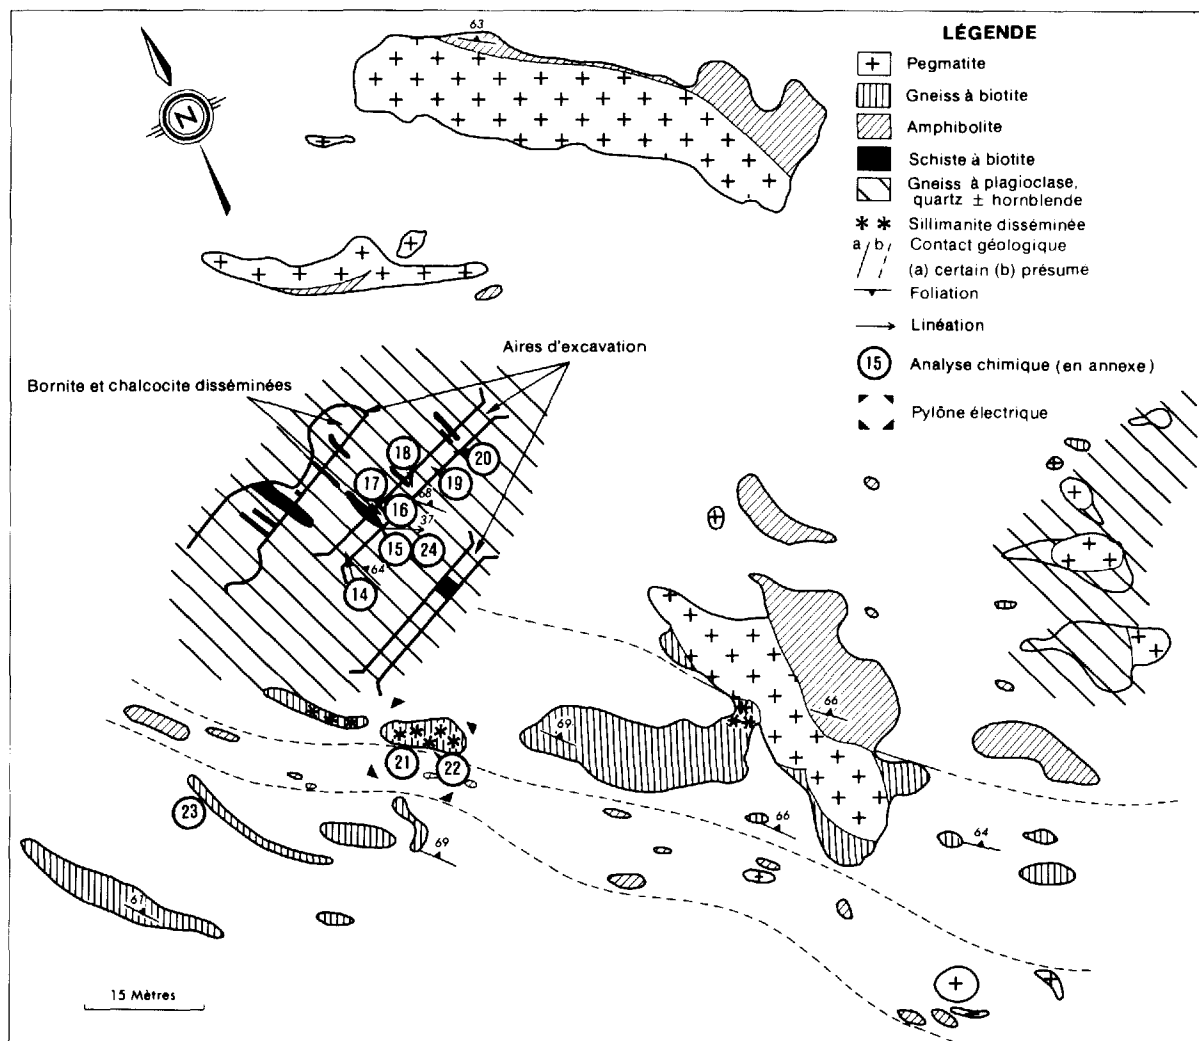 63
LÉGENDE
Pegmatite
Gneiss à biotite
Amphibolite
Schiste à biotite
Gneiss à plagioclase,
quartz ± hornblende
Sillimanite disséminée
a b Contact géologique
(a) certain (b) présume
Foliation
Linéation
15 Analyse chimique (en annexe)
Pylône électrique
N
Aires d'excavation
Bornite et chalcocite disséminées
18
20
17
19
68
16
37
15
24
64
14
66
69
21
22
23
66
64
69
61
15 Mètres